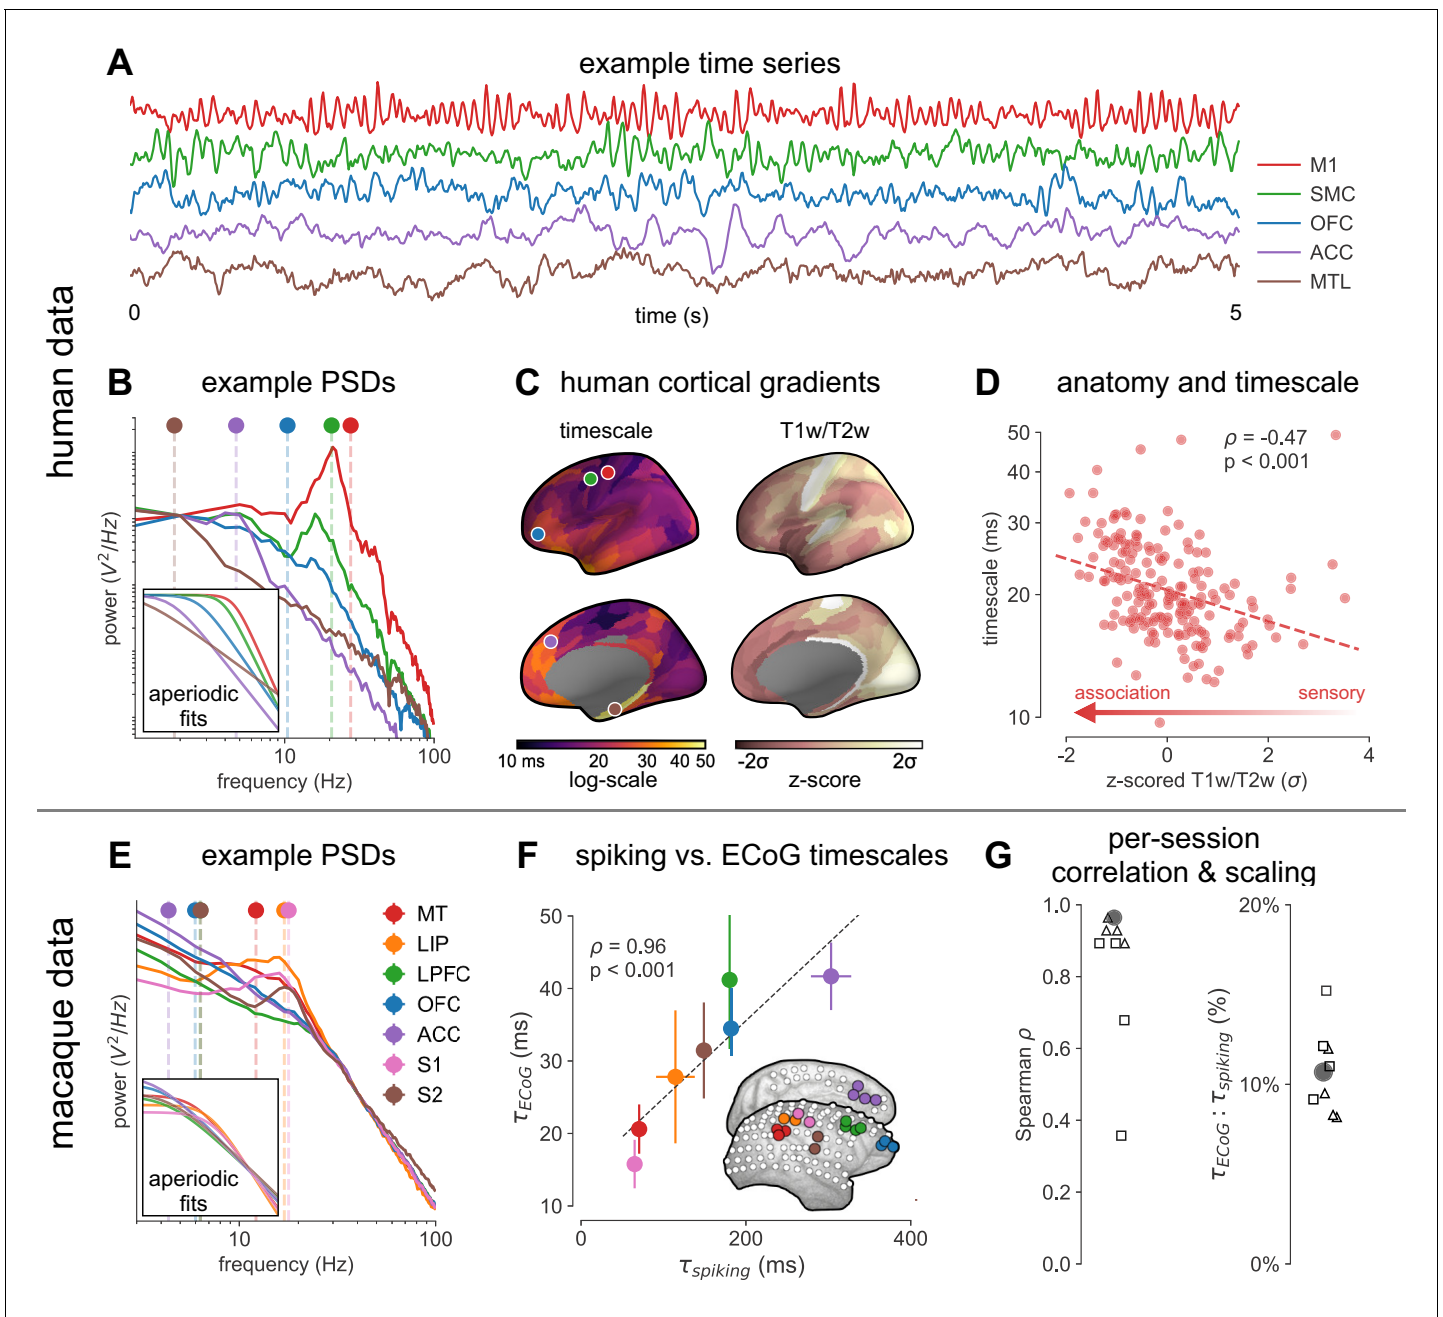 human data
A
example time series
M1
SMC
OFC
ACC
MTL
0
time (s)
5
B
example PSDs
power (V²/Hz)
aperiodic
fits
10
100
frequency (Hz)
C
human cortical gradients
timescale
T1w/T2w
10 ms
20
30
40
50
log-scale
-2σ
2σ
z-score
D
anatomy and timescale
ρ = -0.47
p < 0.001
timescale (ms)
50
40
30
20
10
association
sensory
-2
0
2
4
z-scored T1w/T2w (σ)
macaque data
E
example PSDs
MT
LIP
LPFC
OFC
ACC
S1
S2
power (V²/Hz)
aperiodic
fits
10
100
frequency (Hz)
F
spiking vs. ECoG timescales
ρ = 0.96
p < 0.001
τECoG (ms)
50
40
30
20
10
0
200
400
τspiking (ms)
G
per-session
correlation & scaling
Spearman ρ
1.0
0.8
0.6
0.4
0.2
0.0
τECoG : τspiking (%)
20%
10%
0%